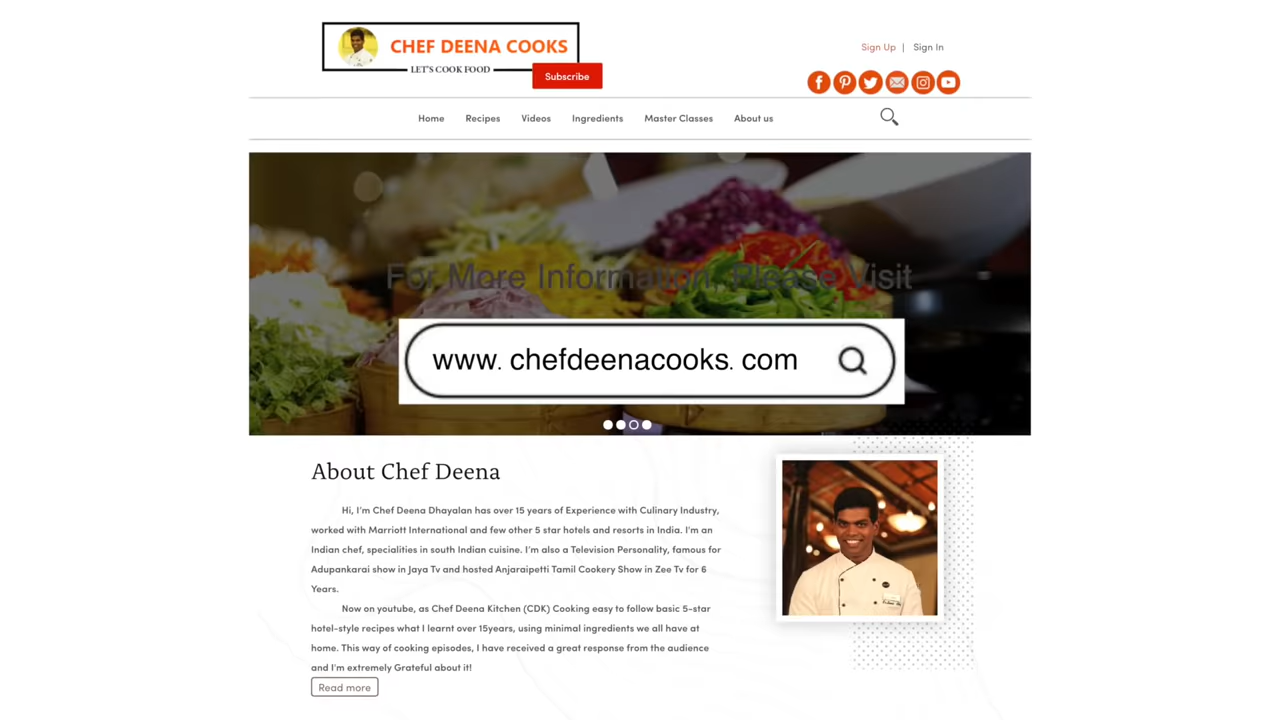 CHEF DEENA COOKS
LET'S COOK FOOD
Subscribe
Sign Up | Sign In
Home Recipes Videos Ingredients Master Classes About us
For More Information, Please Visit
www. chefdeenacooks. com
About Chef Deena
Hi, I'm Chef Deena Dhayalan has over 15 years of Experience with Culinary Industry,
worked with Marriott International and few other 5 star hotels and resorts in India. I'm an
Indian chef, specialities in south Indian cuisine. I'm also a Television Personality, famous for
Adupankarai show in Jaya Tv and hosted Anjaraipetti Tamil Cookery Show in Zee Tv for 6
Years.
Now on youtube, as Chef Deena Kitchen (CDK) Cooking easy to follow basic 5-star
hotel-style recipes what I learnt over 15years, using minimal ingredients we all have at
home. This way of cooking episodes, I have received a great response from the audience
and I'm extremely Grateful about it!
Read more